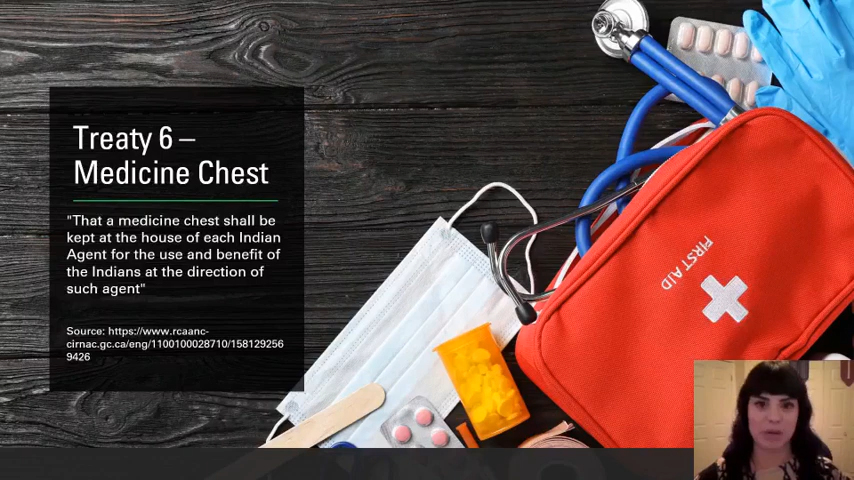 Treaty 6 –
Medicine Chest
"That a medicine chest shall be
kept at the house of each Indian
Agent for the use and benefit of
the Indians at the direction of
such agent"
Source: https://www.rcaanc-
cirnac.gc.ca/eng/1100100028710/158129256
9426
FIRST AID